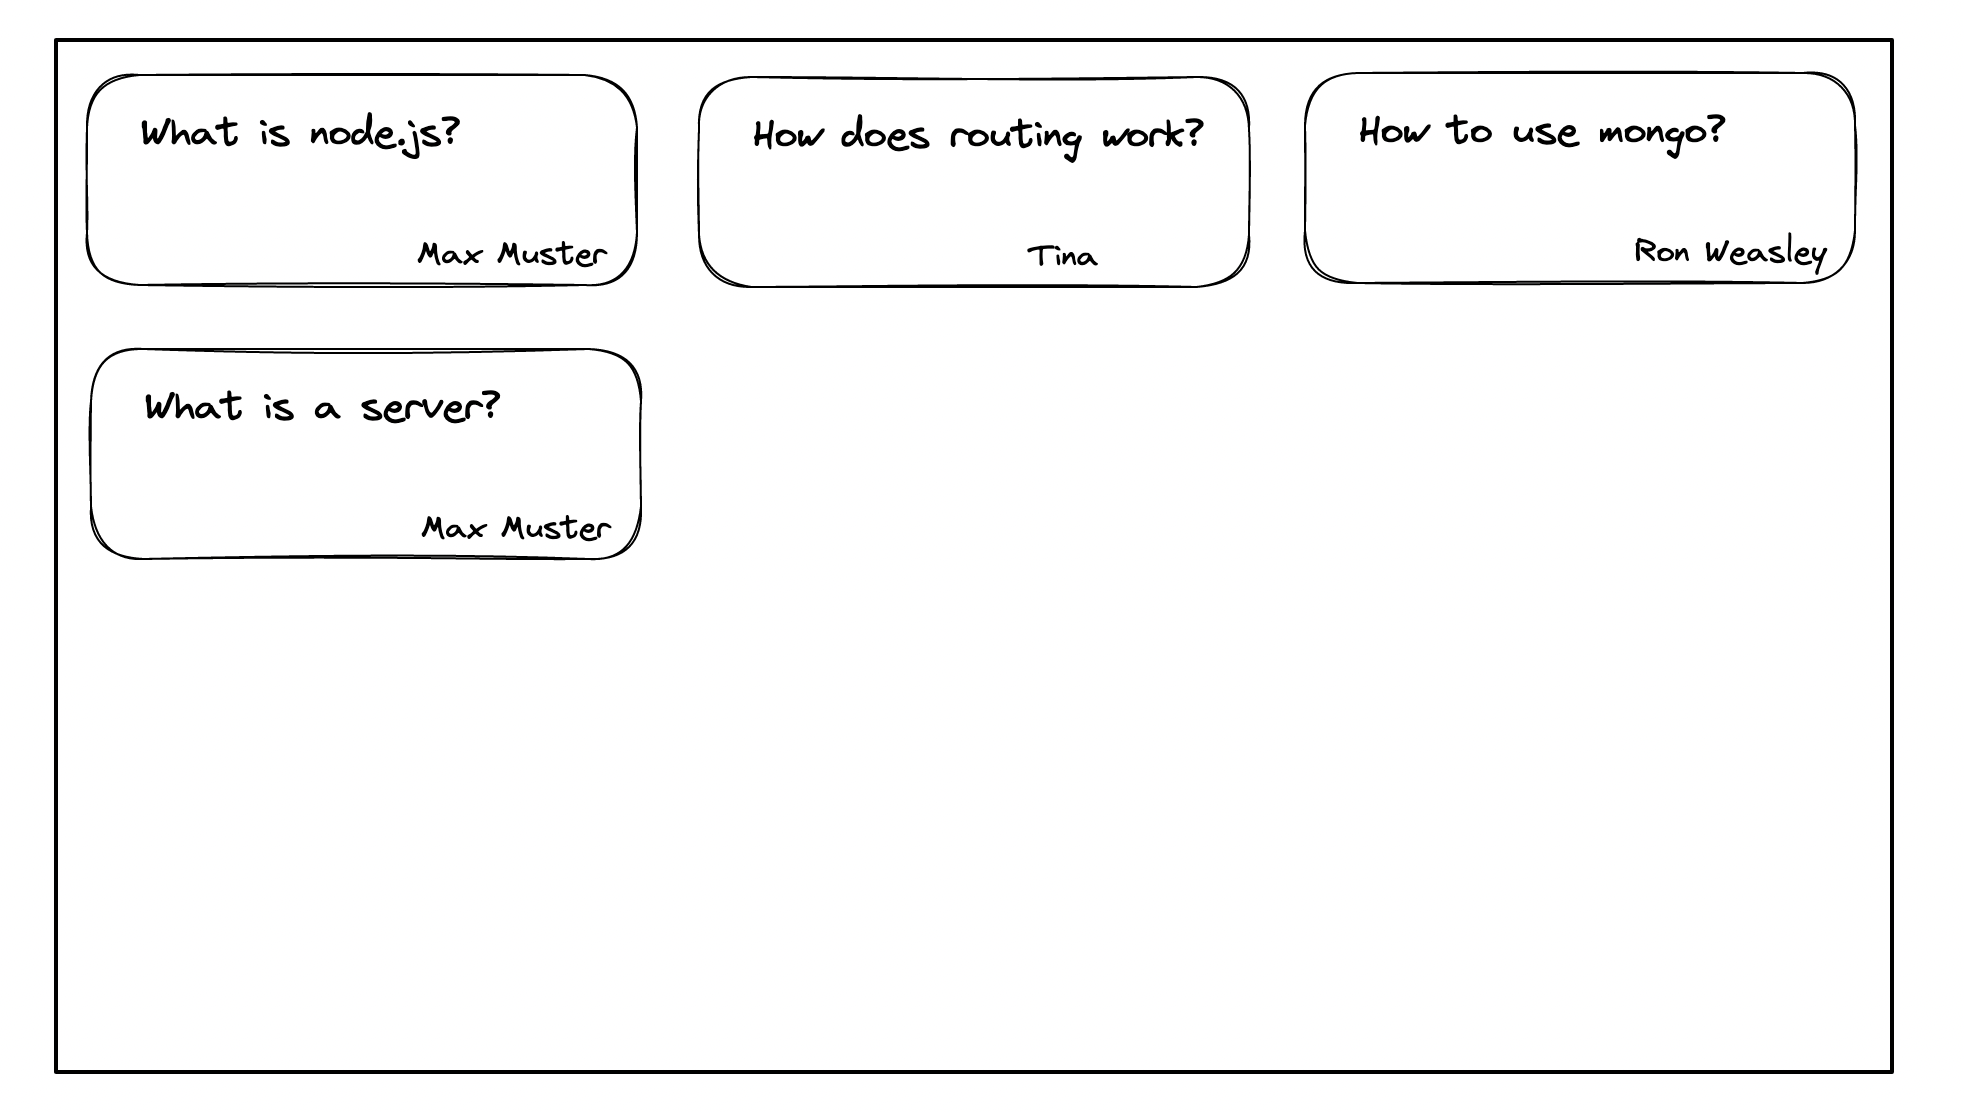 What is node.js?
Max Muster
How does routing work?
Tina
How to use mongo?
Ron Weasley
What is a server?
Max Muster